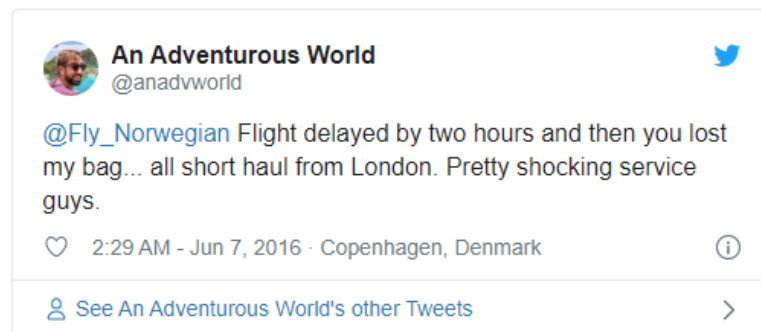 An Adventurous World
@anadvworld
@Fly_Norwegian Flight delayed by two hours and then you lost
my bag... all short haul from London. Pretty shocking service
guys.
2:29 AM - Jun 7, 2016 · Copenhagen, Denmark
See An Adventurous World's other Tweets